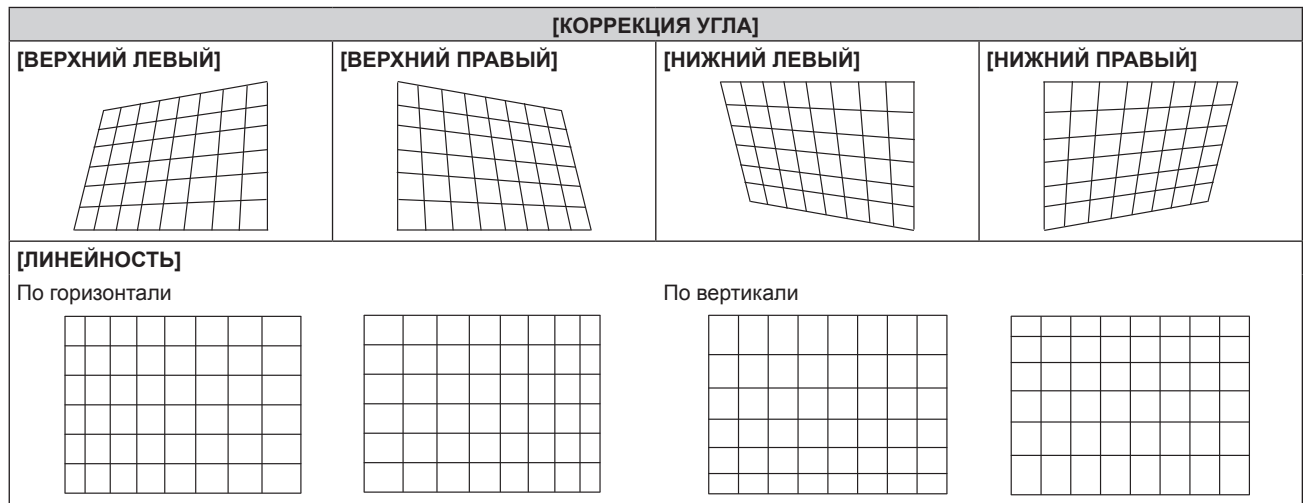 [КОРРЕКЦИЯ УГЛА]
[ВЕРХНИЙ ЛЕВЫЙ] [ВЕРХНИЙ ПРАВЫЙ] [НИЖНИЙ ЛЕВЫЙ] [НИЖНИЙ ПРАВЫЙ]
[ЛИНЕЙНОСТЬ]
По горизонтали По вертикали